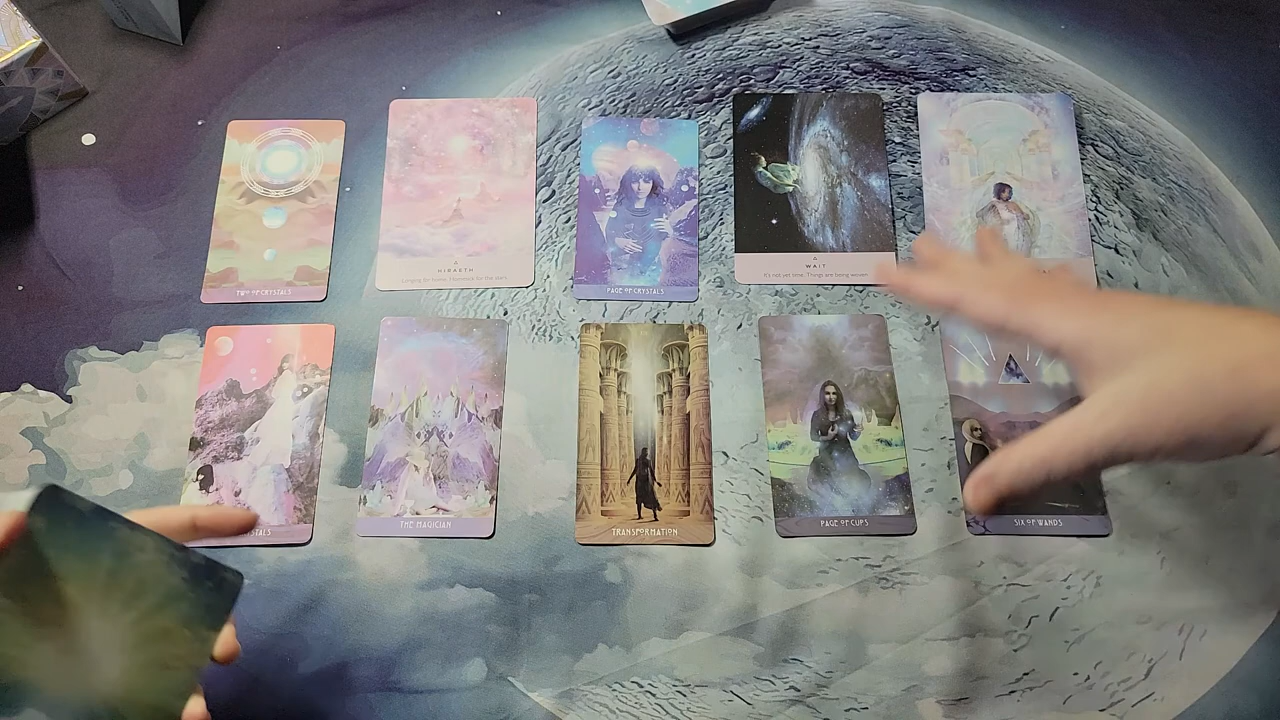 TWO OF CRYSTALS
HIRAETH
Longing for home. Homesick for the stars.
PAGE OF CRYSTALS
WAIT
It's not yet time. Things are being woven
THE MAGICIAN
TRANSFORMATION
PAGE OF CUPS
SIX OF WANDS